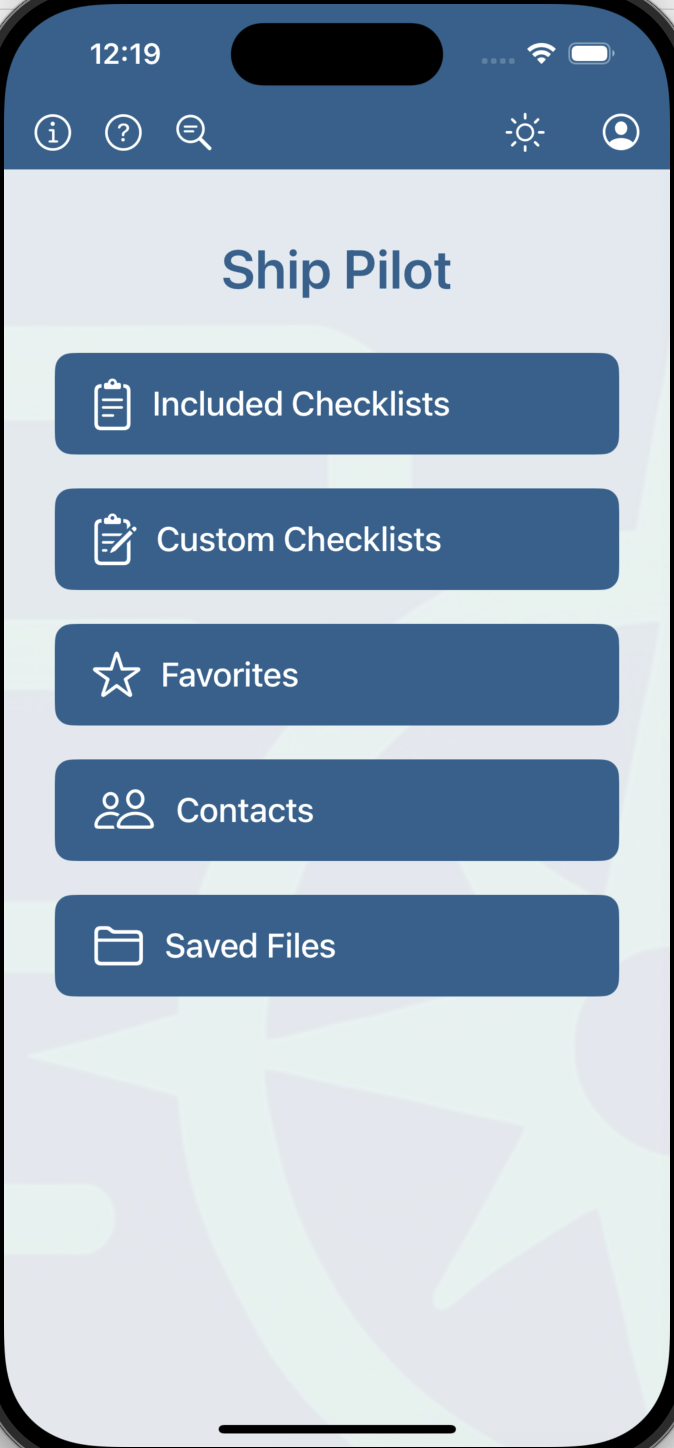 12:19
Ship Pilot
Included Checklists
Custom Checklists
Favorites
Contacts
Saved Files